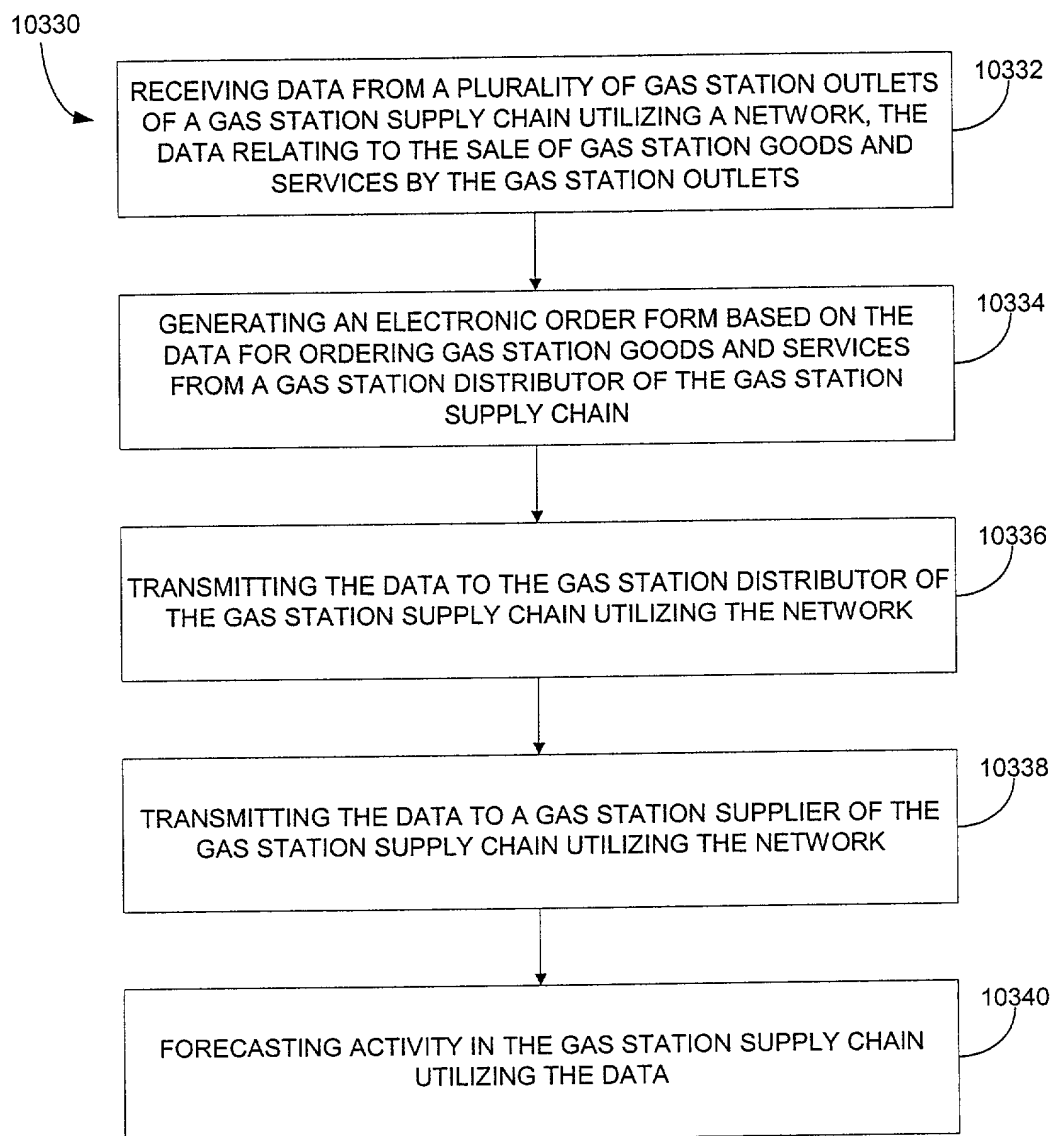 10330
RECEIVING DATA FROM A PLURALITY OF GAS STATION OUTLETS
OF A GAS STATION SUPPLY CHAIN UTILIZING A NETWORK, THE
DATA RELATING TO THE SALE OF GAS STATION GOODS AND
SERVICES BY THE GAS STATION OUTLETS
10332
GENERATING AN ELECTRONIC ORDER FORM BASED ON THE
DATA FOR ORDERING GAS STATION GOODS AND SERVICES
FROM A GAS STATION DISTRIBUTOR OF THE GAS STATION
SUPPLY CHAIN
10334
TRANSMITTING THE DATA TO THE GAS STATION DISTRIBUTOR OF
THE GAS STATION SUPPLY CHAIN UTILIZING THE NETWORK
10336
TRANSMITTING THE DATA TO A GAS STATION SUPPLIER OF THE
GAS STATION SUPPLY CHAIN UTILIZING THE NETWORK
10338
FORECASTING ACTIVITY IN THE GAS STATION SUPPLY CHAIN
UTILIZING THE DATA
10340